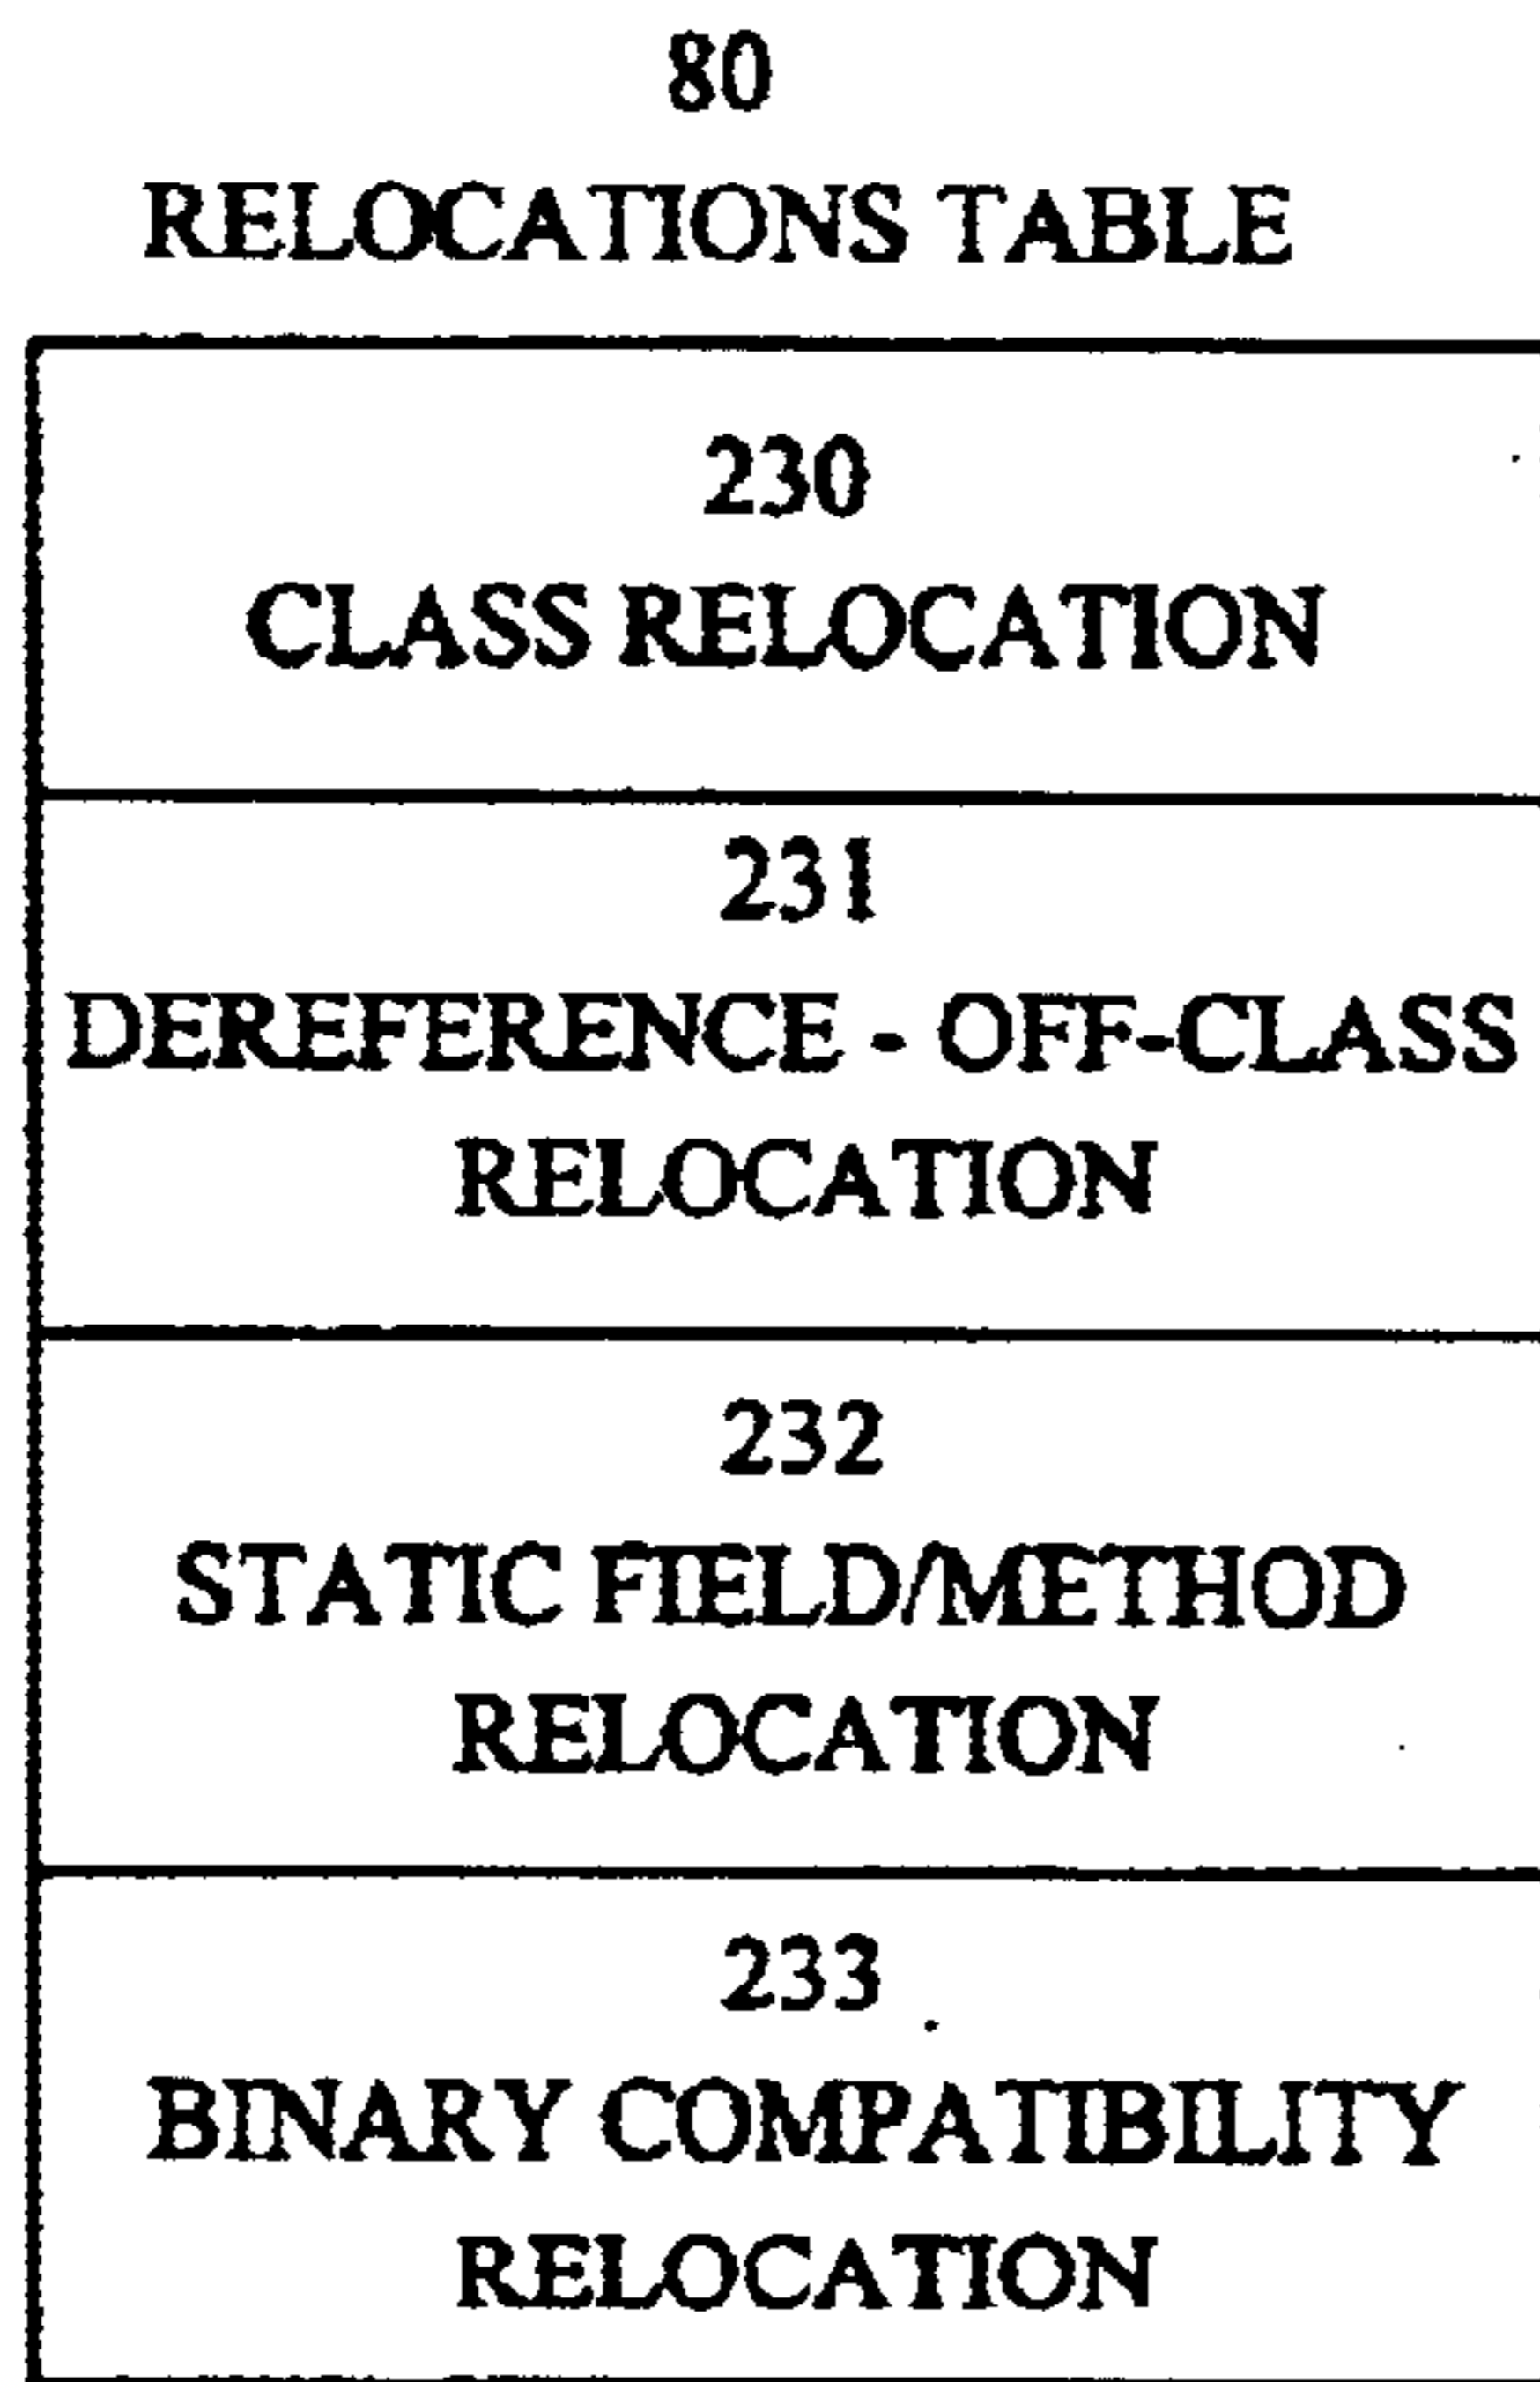 80
RELOCATIONS TABLE
230
CLASS RELOCATION
231
DEREFERENCE - OFF-CLASS
RELOCATION
232
STATIC FIELD/METHOD
RELOCATION
233
BINARY COMPATIBILITY
RELOCATION